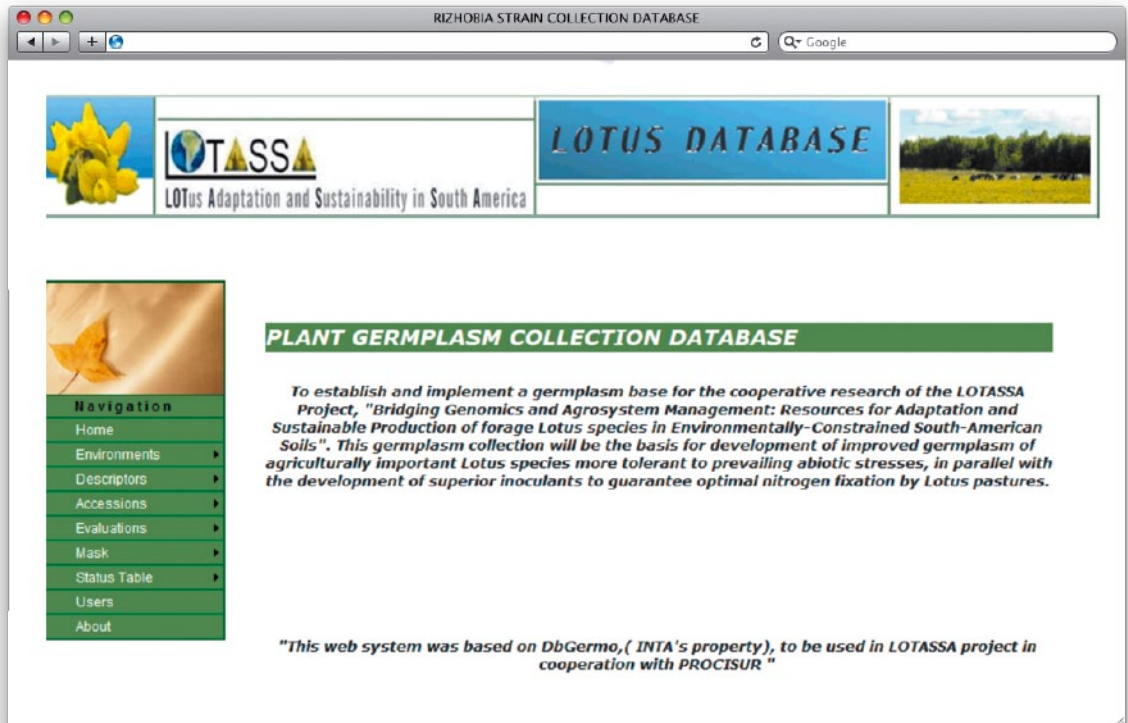 RIZHOBIA STRAIN COLLECTION DATABASE
Google
LOTASSA
LOTus Adaptation and Sustainability in South America
LOTUS DATABASE
Navigation
Home
Environments
Descriptors
Accessions
Evaluations
Mask
Status Table
Users
About
PLANT GERMPLASM COLLECTION DATABASE
To establish and implement a germplasm base for the cooperative research of the LOTASSA
Project, "Bridging Genomics and Agrosystem Management: Resources for Adaptation and
Sustainable Production of forage Lotus species in Environmentally-Constrained South-American
Soils". This germplasm collection will be the basis for development of improved germplasm of
agriculturally important Lotus species more tolerant to prevailing abiotic stresses, in parallel with
the development of superior inoculants to guarantee optimal nitrogen fixation by Lotus pastures.
"This web system was based on DbGermo,( INTA's property), to be used in LOTASSA project in
cooperation with PROCISUR "